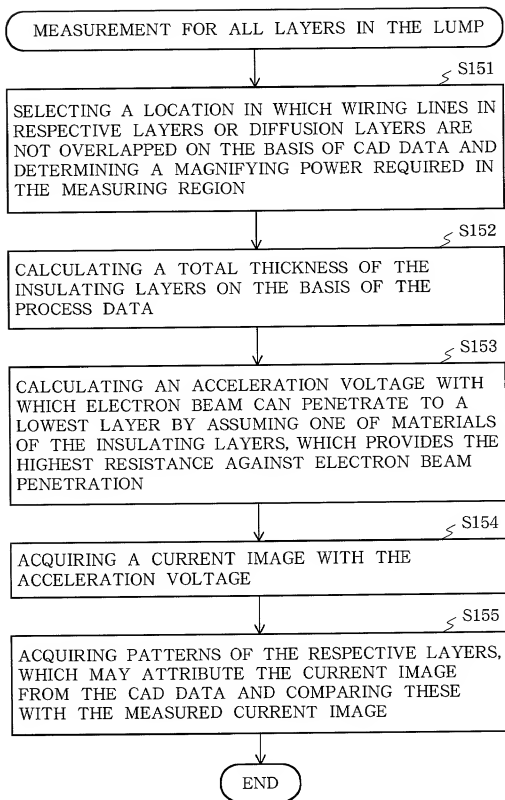 MEASUREMENT FOR ALL LAYERS IN THE LUMP
S151
SELECTING A LOCATION IN WHICH WIRING LINES IN
RESPECTIVE LAYERS OR DIFFUSION LAYERS ARE
NOT OVERLAPPED ON THE BASIS OF CAD DATA AND
DETERMINING A MAGNIFYING POWER REQUIRED IN
THE MEASURING REGION
S152
CALCULATING A TOTAL THICKNESS OF THE
INSULATING LAYERS ON THE BASIS OF THE
PROCESS DATA
S153
CALCULATING AN ACCELERATION VOLTAGE WITH
WHICH ELECTRON BEAM CAN PENETRATE TO A
LOWEST LAYER BY ASSUMING ONE OF MATERIALS
OF THE INSULATING LAYERS, WHICH PROVIDES THE
HIGHEST RESISTANCE AGAINST ELECTRON BEAM
PENETRATION
S154
ACQUIRING A CURRENT IMAGE WITH THE
ACCELERATION VOLTAGE
S155
ACQUIRING PATTERNS OF THE RESPECTIVE LAYERS,
WHICH MAY ATTRIBUTE THE CURRENT IMAGE
FROM THE CAD DATA AND COMPARING THESE
WITH THE MEASURED CURRENT IMAGE
END